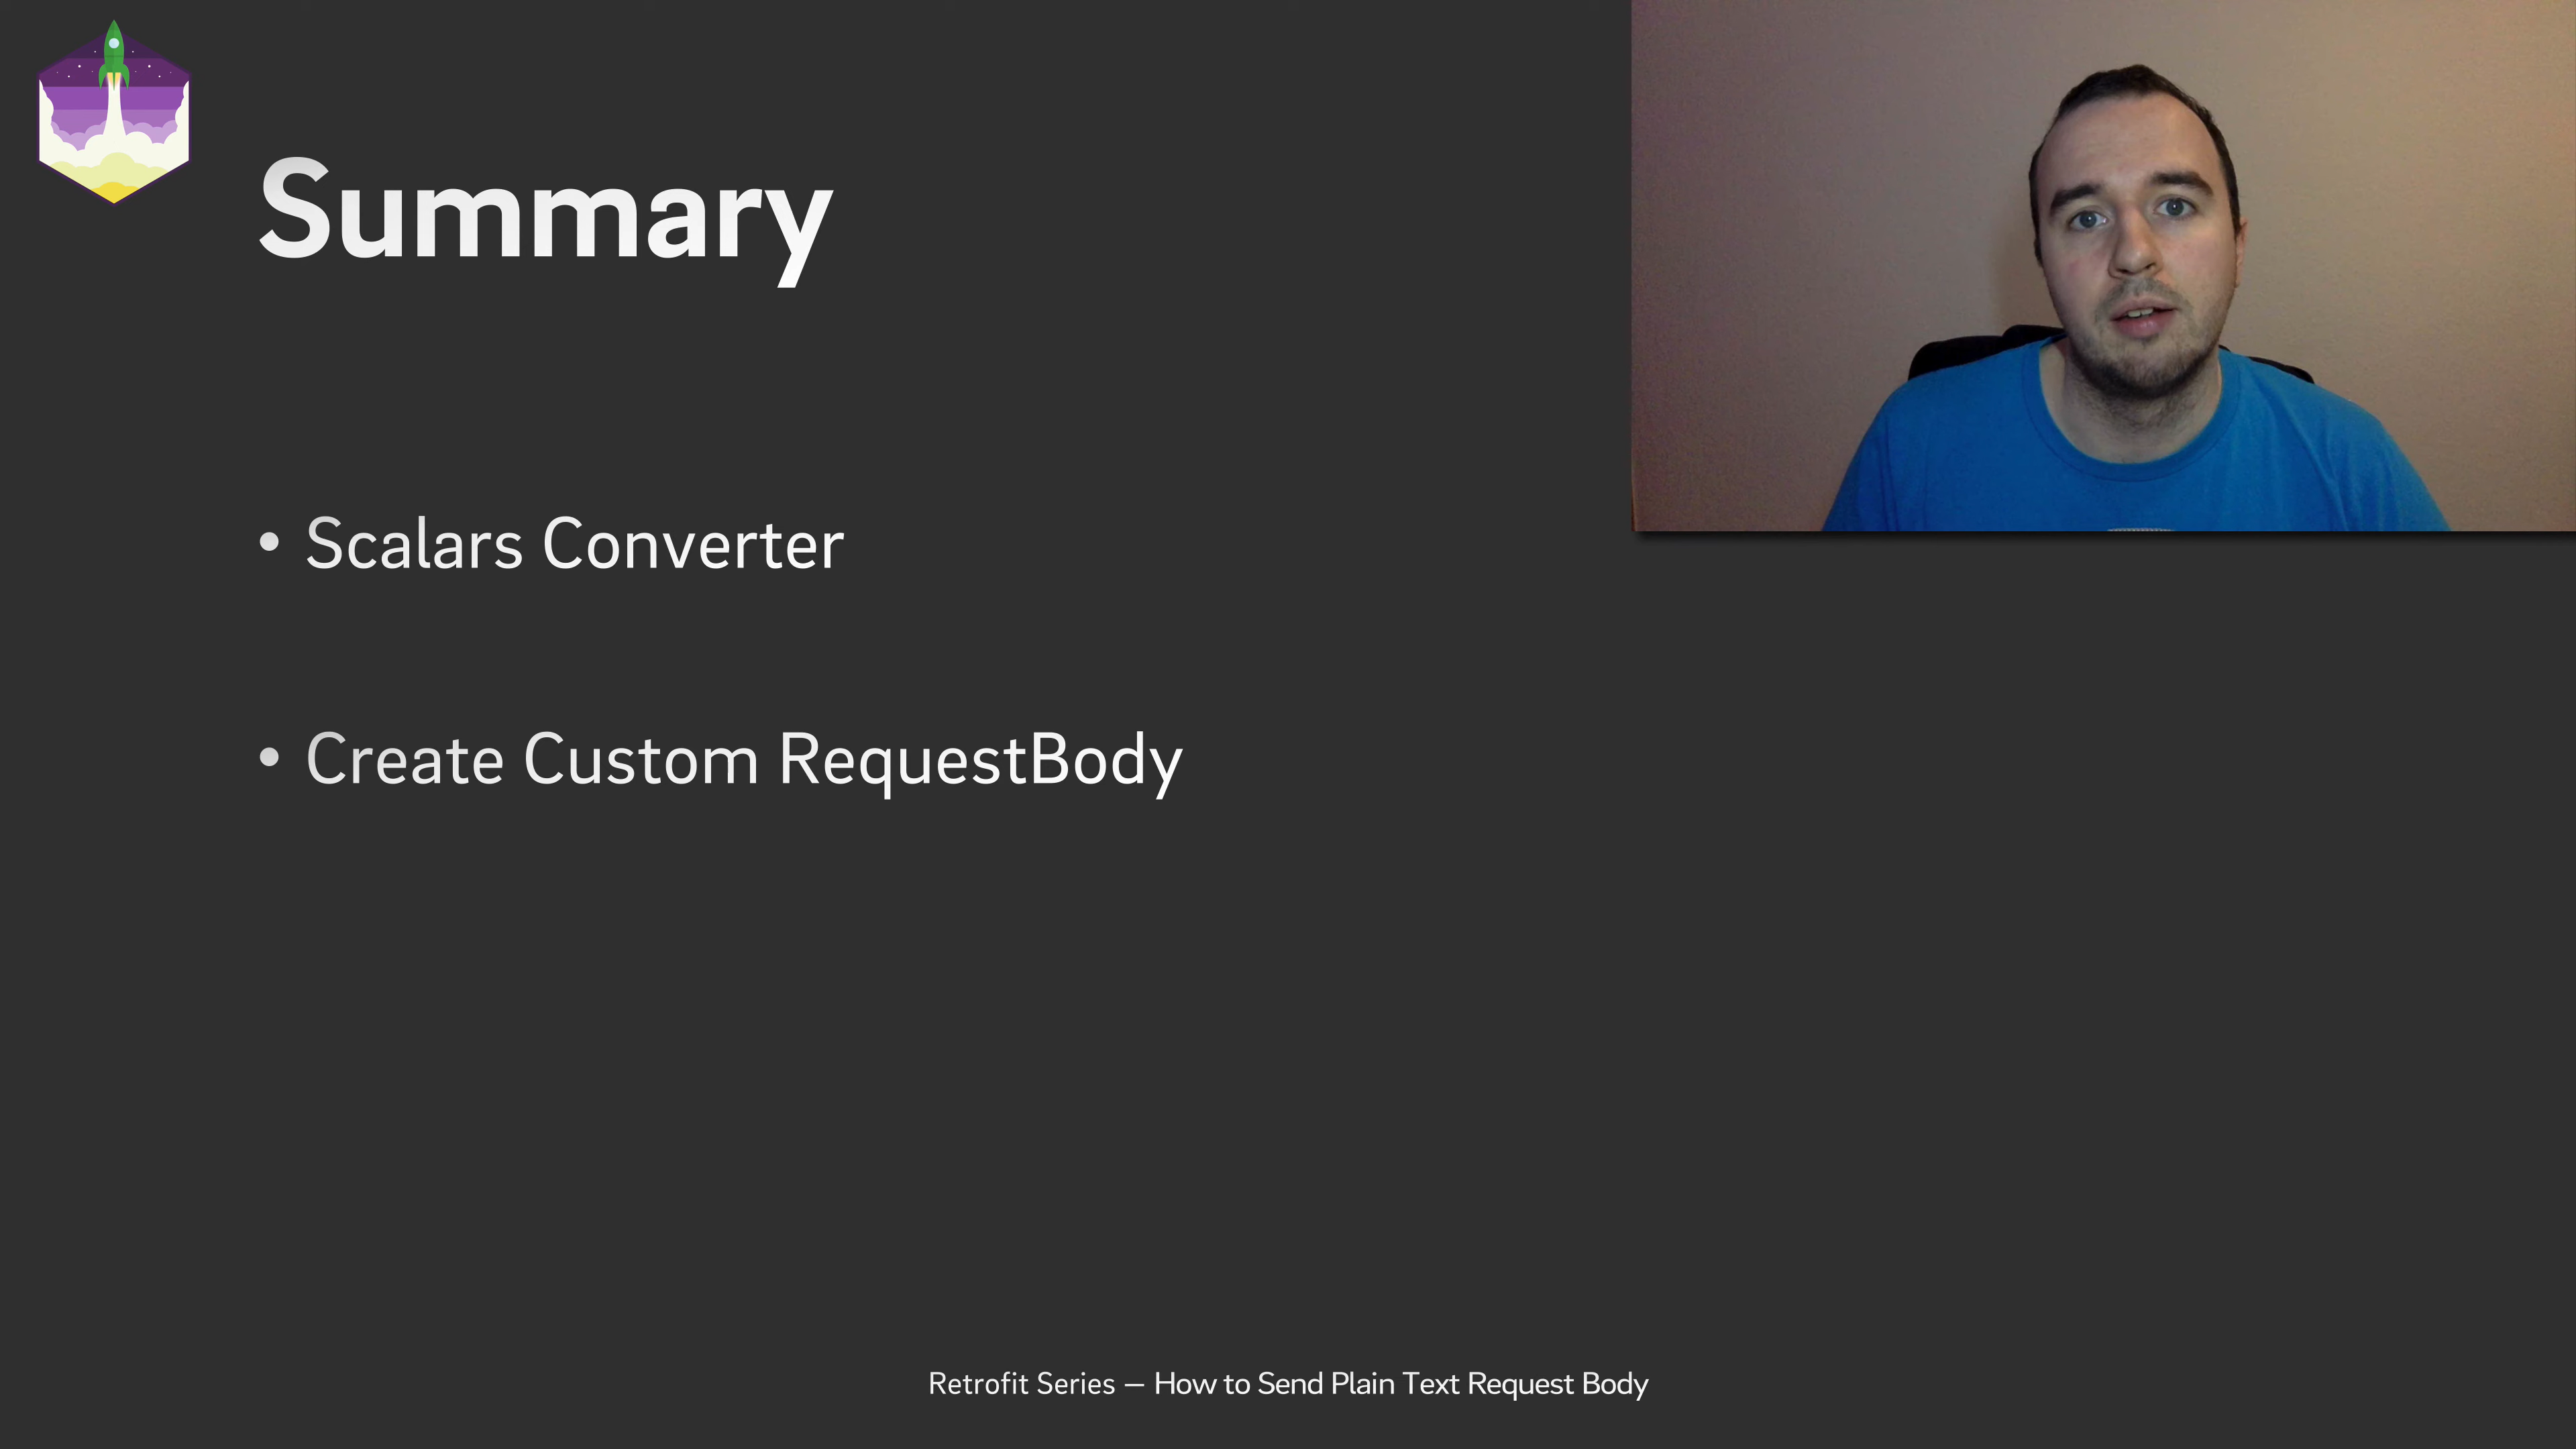 Summary
• Scalars Converter
• Create Custom RequestBody
Retrofit Series — How to Send Plain Text Request Body